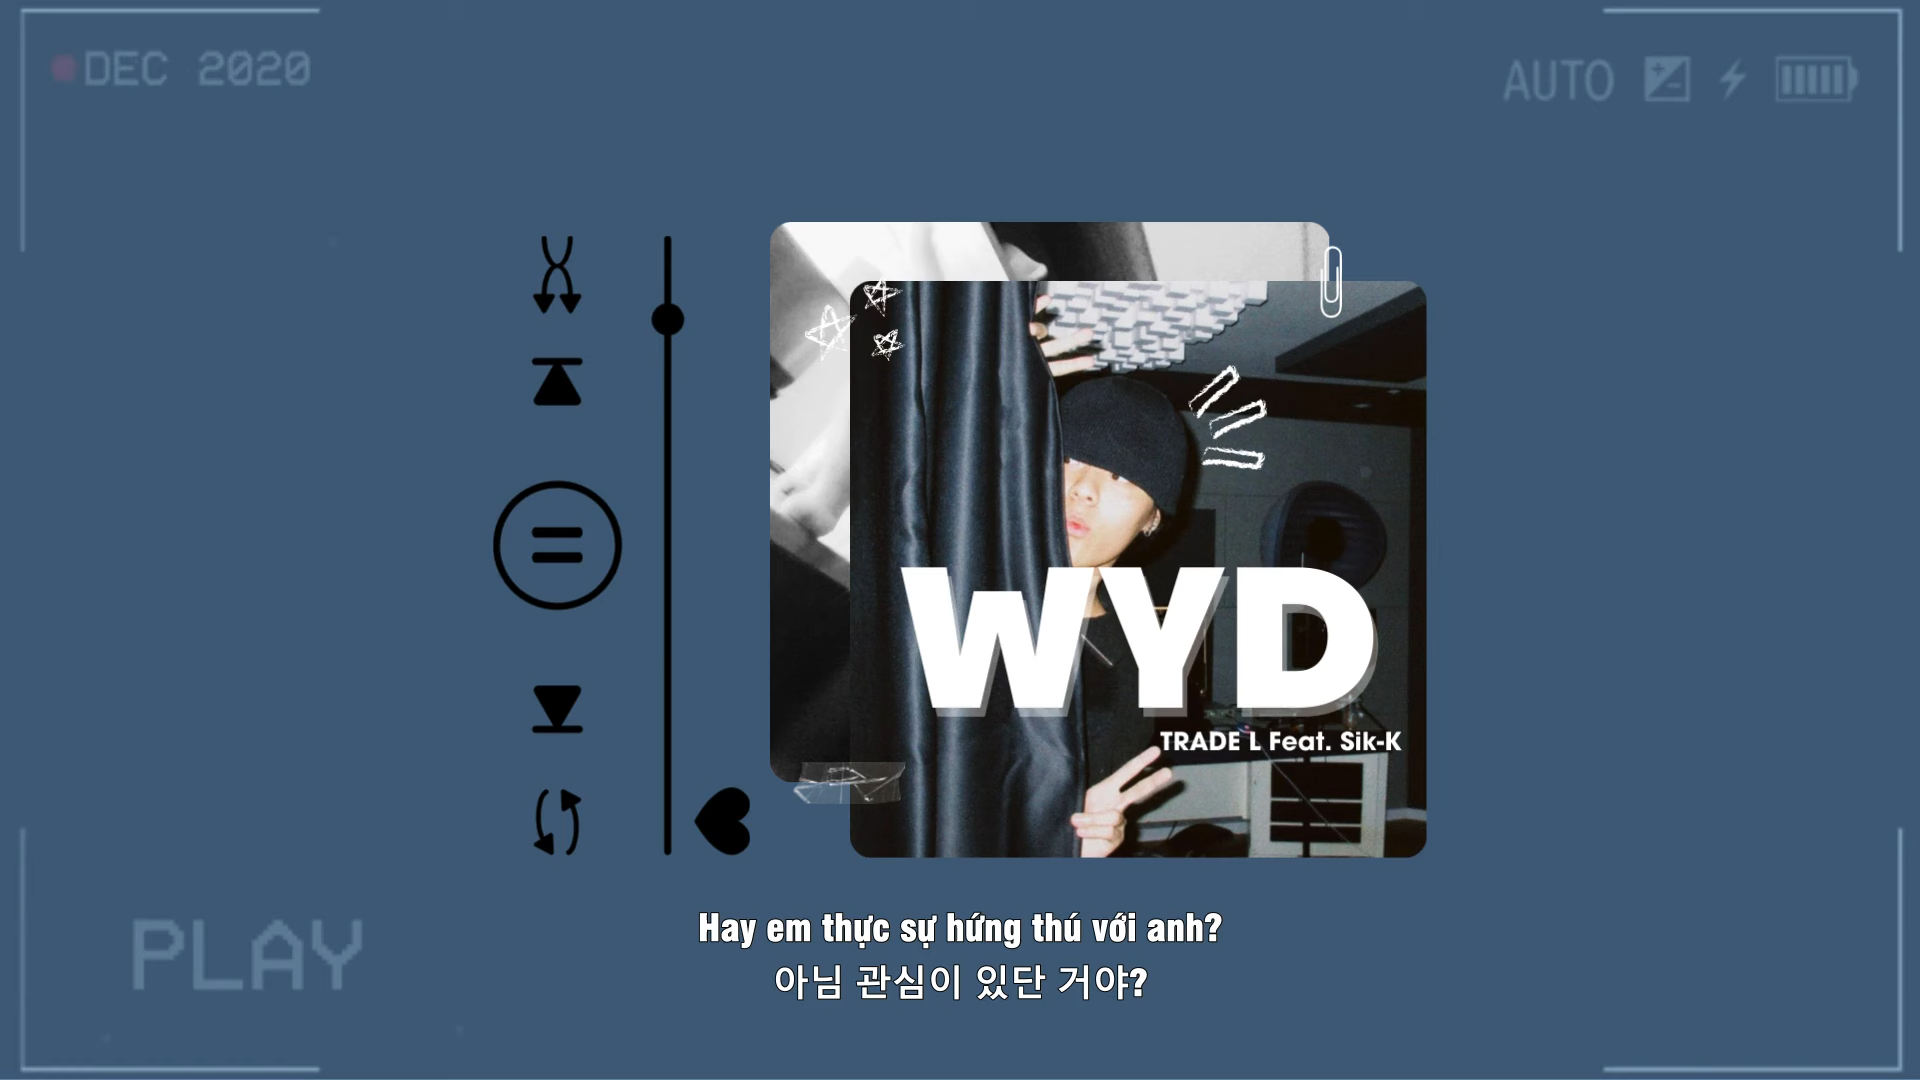 DEC 2020
AUTO
WYD
TRADE L Feat. Sik-K
PLAY
Hay em thực sự hứng thú với anh?
아님 관심이 있단 거야?